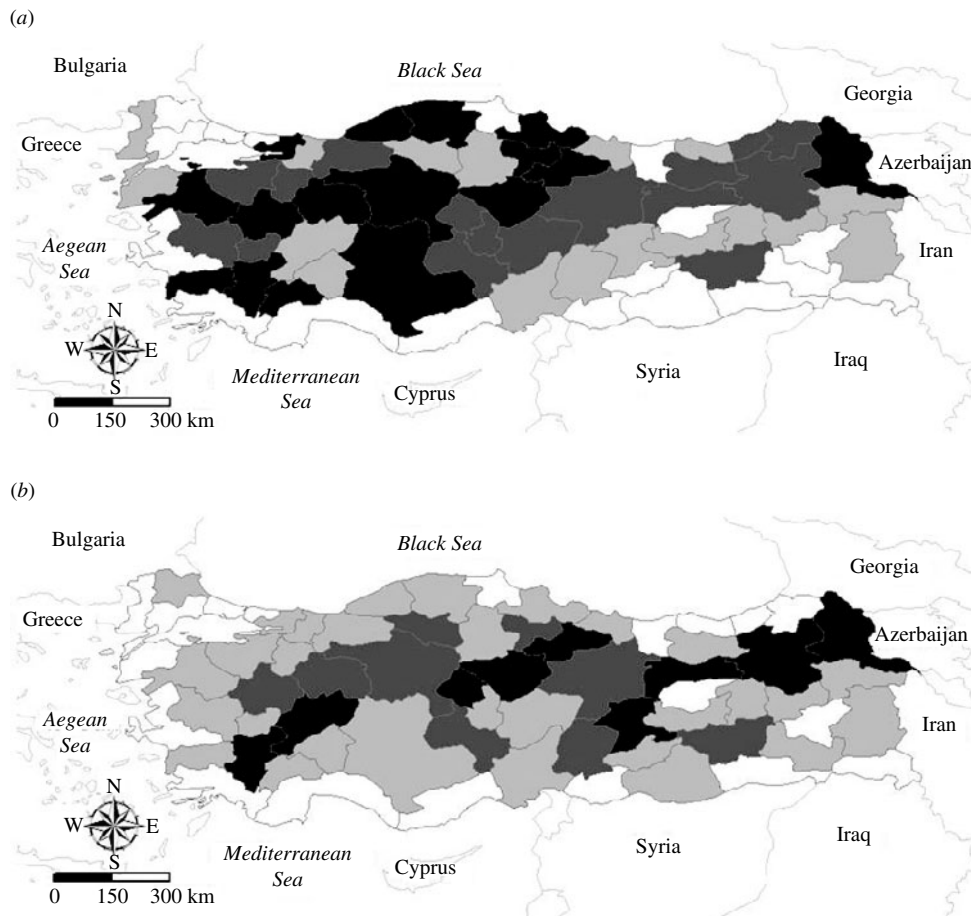 (a)
Bulgaria
Black Sea
Georgia
Greece
Azerbaijan
Aegean
Sea
Iran
N
W
E
S
Mediterranean
Sea
Cyprus
Syria
Iraq
0 150 300 km
(b)
Bulgaria
Black Sea
Georgia
Greece
Azerbaijan
Aegean
Sea
Iran
N
W
E
S
Mediterranean
Sea
Cyprus
Syria
Iraq
0 150 300 km